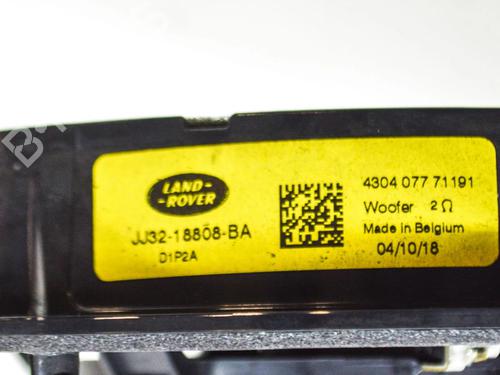 LAND-
ROVER
JJ32-18808-BA
D1P2A
4304 077 71191
Woofer 2Ω
Made in Belgium
04/10/18